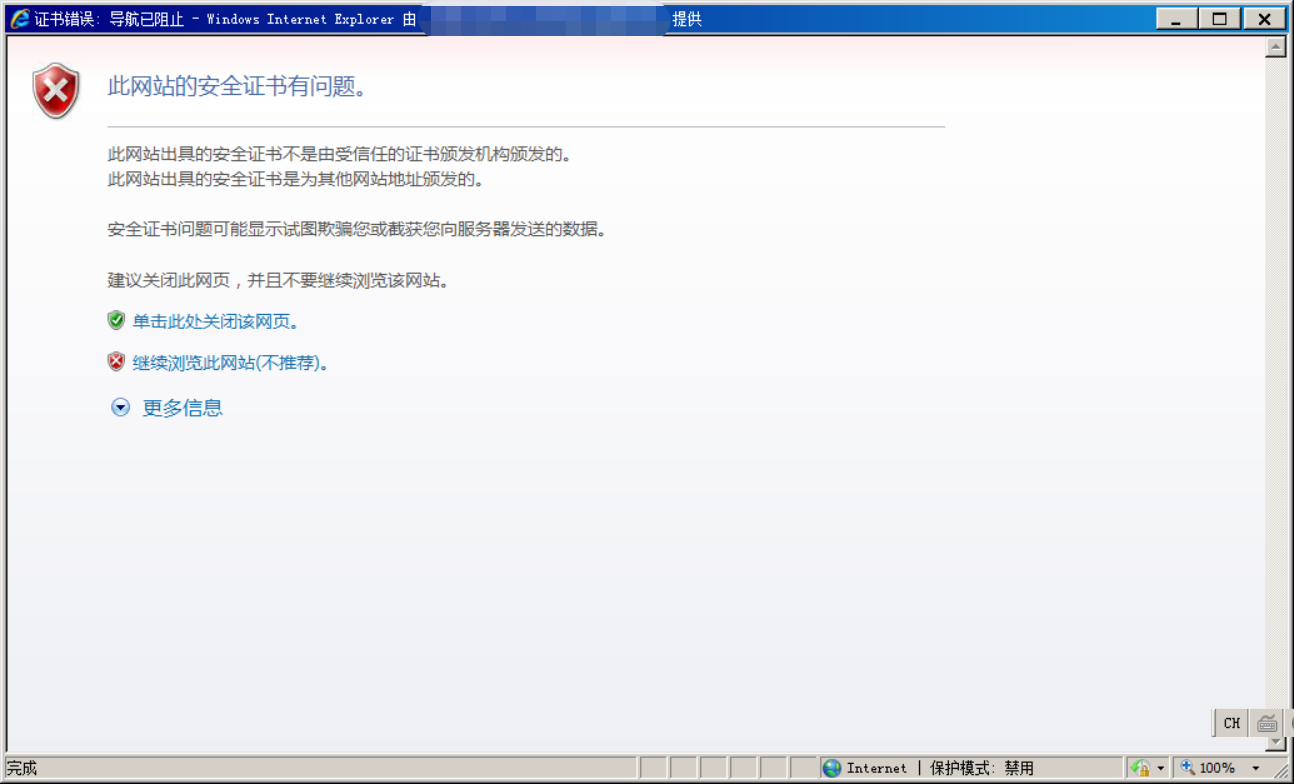 证书错误: 导航已阻止 - Windows Internet Explorer 由 提供
此网站的安全证书有问题。
此网站出具的安全证书不是由受信任的证书颁发机构颁发的。
此网站出具的安全证书是为其他网站地址颁发的。
安全证书问题可能显示试图欺骗您或截获您向服务器发送的数据。
建议关闭此网页，并且不要继续浏览该网站。
单击此处关闭该网页。
继续浏览此网站(不推荐)。
更多信息
CH
完成
Internet | 保护模式: 禁用
100%